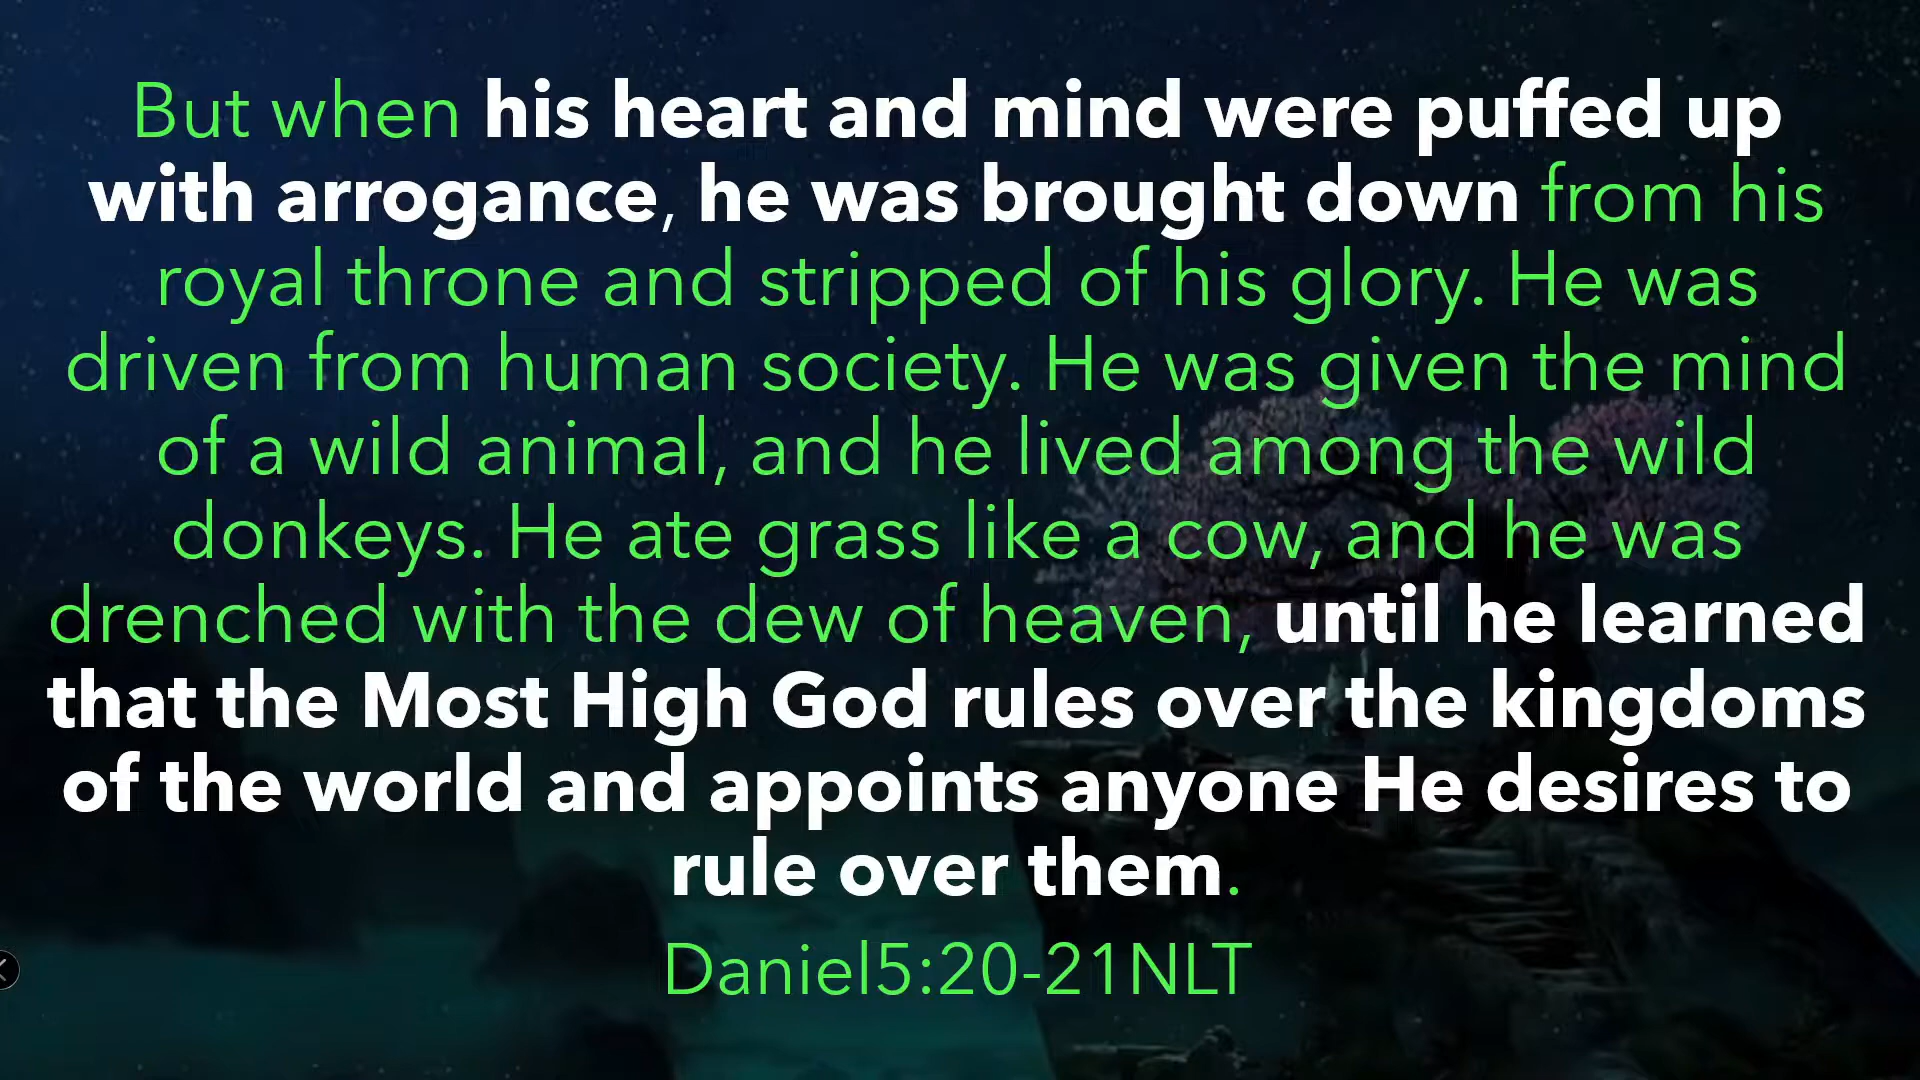 But when his heart and mind were puffed up
with arrogance, he was brought down from his
royal throne and stripped of his glory. He was
driven from human society. He was given the mind
of a wild animal, and he lived among the wild
donkeys. He ate grass like a cow, and he was
drenched with the dew of heaven, until he learned
that the Most High God rules over the kingdoms
of the world and appoints anyone He desires to
rule over them.
Daniel5:20-21NLT